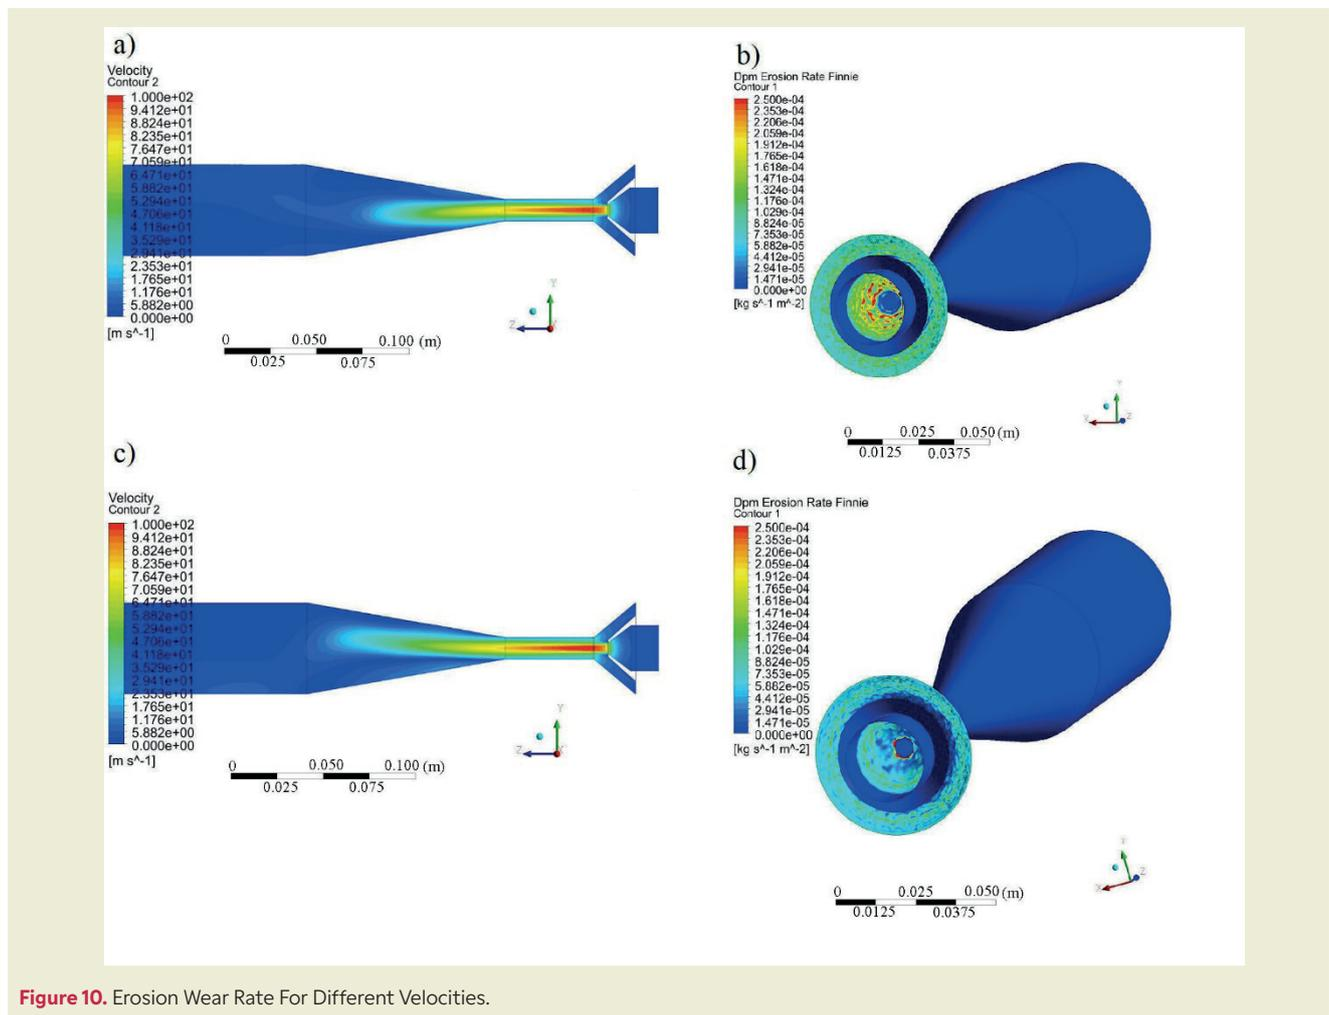 a)
Velocity
Contour 2
1.000e+02
9.412e+01
8.824e+01
8.235e+01
7.647e+01
7.059e+01
6.471e+01
5.882e+01
5.294e+01
4.706e+01
4.118e+01
3.529e+01
2.941e+01
2.353e+01
1.765e+01
1.176e+01
5.882e+00
0.000e+00
[m s^-1]
0 0.050 0.100 (m)
0.025 0.075
Y
Z
b)
Dpm Erosion Rate Finnie
Contour 1
2.500e-04
2.353e-04
2.206e-04
2.059e-04
1.912e-04
1.765e-04
1.618e-04
1.471e-04
1.324e-04
1.176e-04
1.029e-04
8.824e-05
7.353e-05
5.882e-05
4.412e-05
2.941e-05
1.471e-05
0.000e+00
[kg s^-1 m^-2]
0 0.025 0.050 (m)
0.0125 0.0375
Y
X Z
c)
Velocity
Contour 2
1.000e+02
9.412e+01
8.824e+01
8.235e+01
7.647e+01
7.059e+01
6.471e+01
5.882e+01
5.294e+01
4.706e+01
4.118e+01
3.529e+01
2.941e+01
2.353e+01
1.765e+01
1.176e+01
5.882e+00
0.000e+00
[m s^-1]
0 0.050 0.100 (m)
0.025 0.075
Y
Z
d)
Dpm Erosion Rate Finnie
Contour 1
2.500e-04
2.353e-04
2.206e-04
2.059e-04
1.912e-04
1.765e-04
1.618e-04
1.471e-04
1.324e-04
1.176e-04
1.029e-04
8.824e-05
7.353e-05
5.882e-05
4.412e-05
2.941e-05
1.471e-05
0.000e+00
[kg s^-1 m^-2]
0 0.025 0.050 (m)
0.0125 0.0375
Y
X Z
Figure 10. Erosion Wear Rate For Different Velocities.